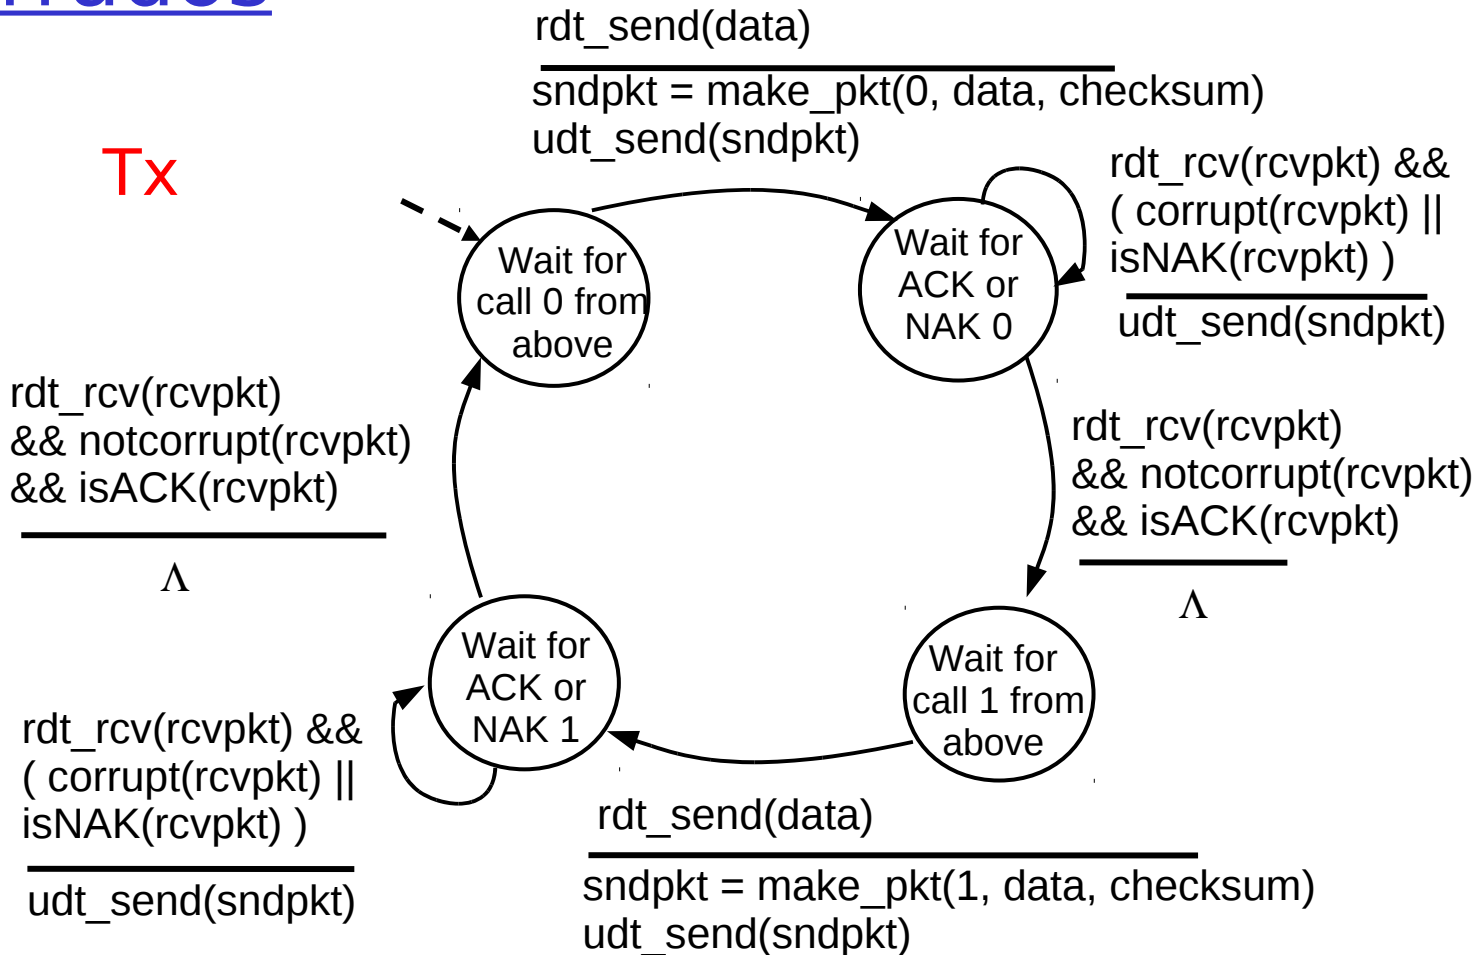 rdt_send(data)
sndpkt = make_pkt(0, data, checksum)
udt_send(sndpkt)
Tx
rdt_rcv(rcvpkt) &&
( corrupt(rcvpkt) ||
isNAK(rcvpkt) )
udt_send(sndpkt)
Wait for
call 0 from
above
Wait for
ACK or
NAK 0
rdt_rcv(rcvpkt)
&& notcorrupt(rcvpkt)
&& isACK(rcvpkt)
Λ
rdt_rcv(rcvpkt)
&& notcorrupt(rcvpkt)
&& isACK(rcvpkt)
Λ
Wait for
ACK or
NAK 1
Wait for
call 1 from
above
rdt_rcv(rcvpkt) &&
( corrupt(rcvpkt) ||
isNAK(rcvpkt) )
udt_send(sndpkt)
rdt_send(data)
sndpkt = make_pkt(1, data, checksum)
udt_send(sndpkt)